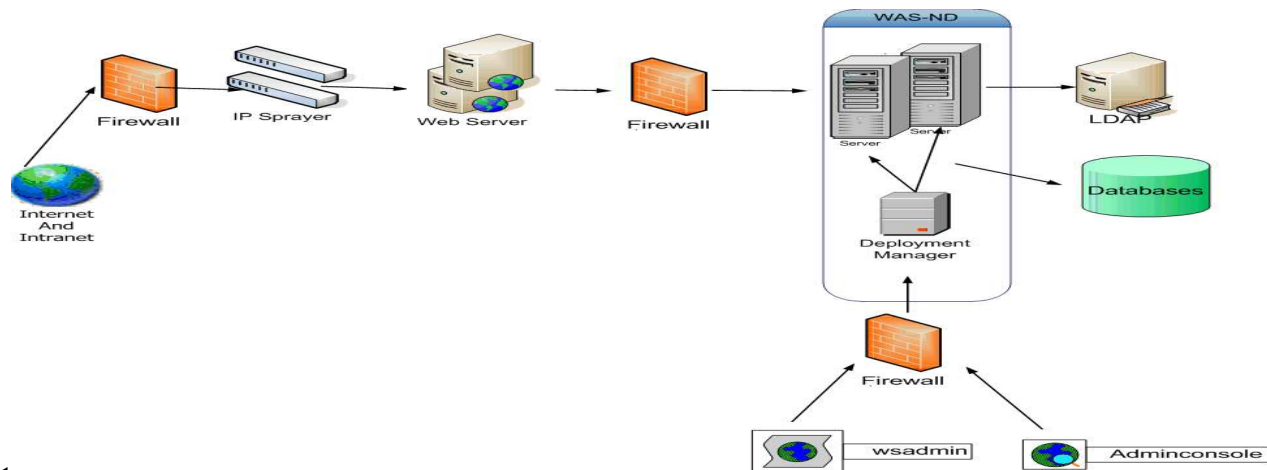 WAS-ND
Firewall
IP Sprayer
Web Server
Firewall
Server
Server
LDAP
Databases
Internet
And
Intranet
Deployment
Manager
Firewall
wsadmin
Adminconsole